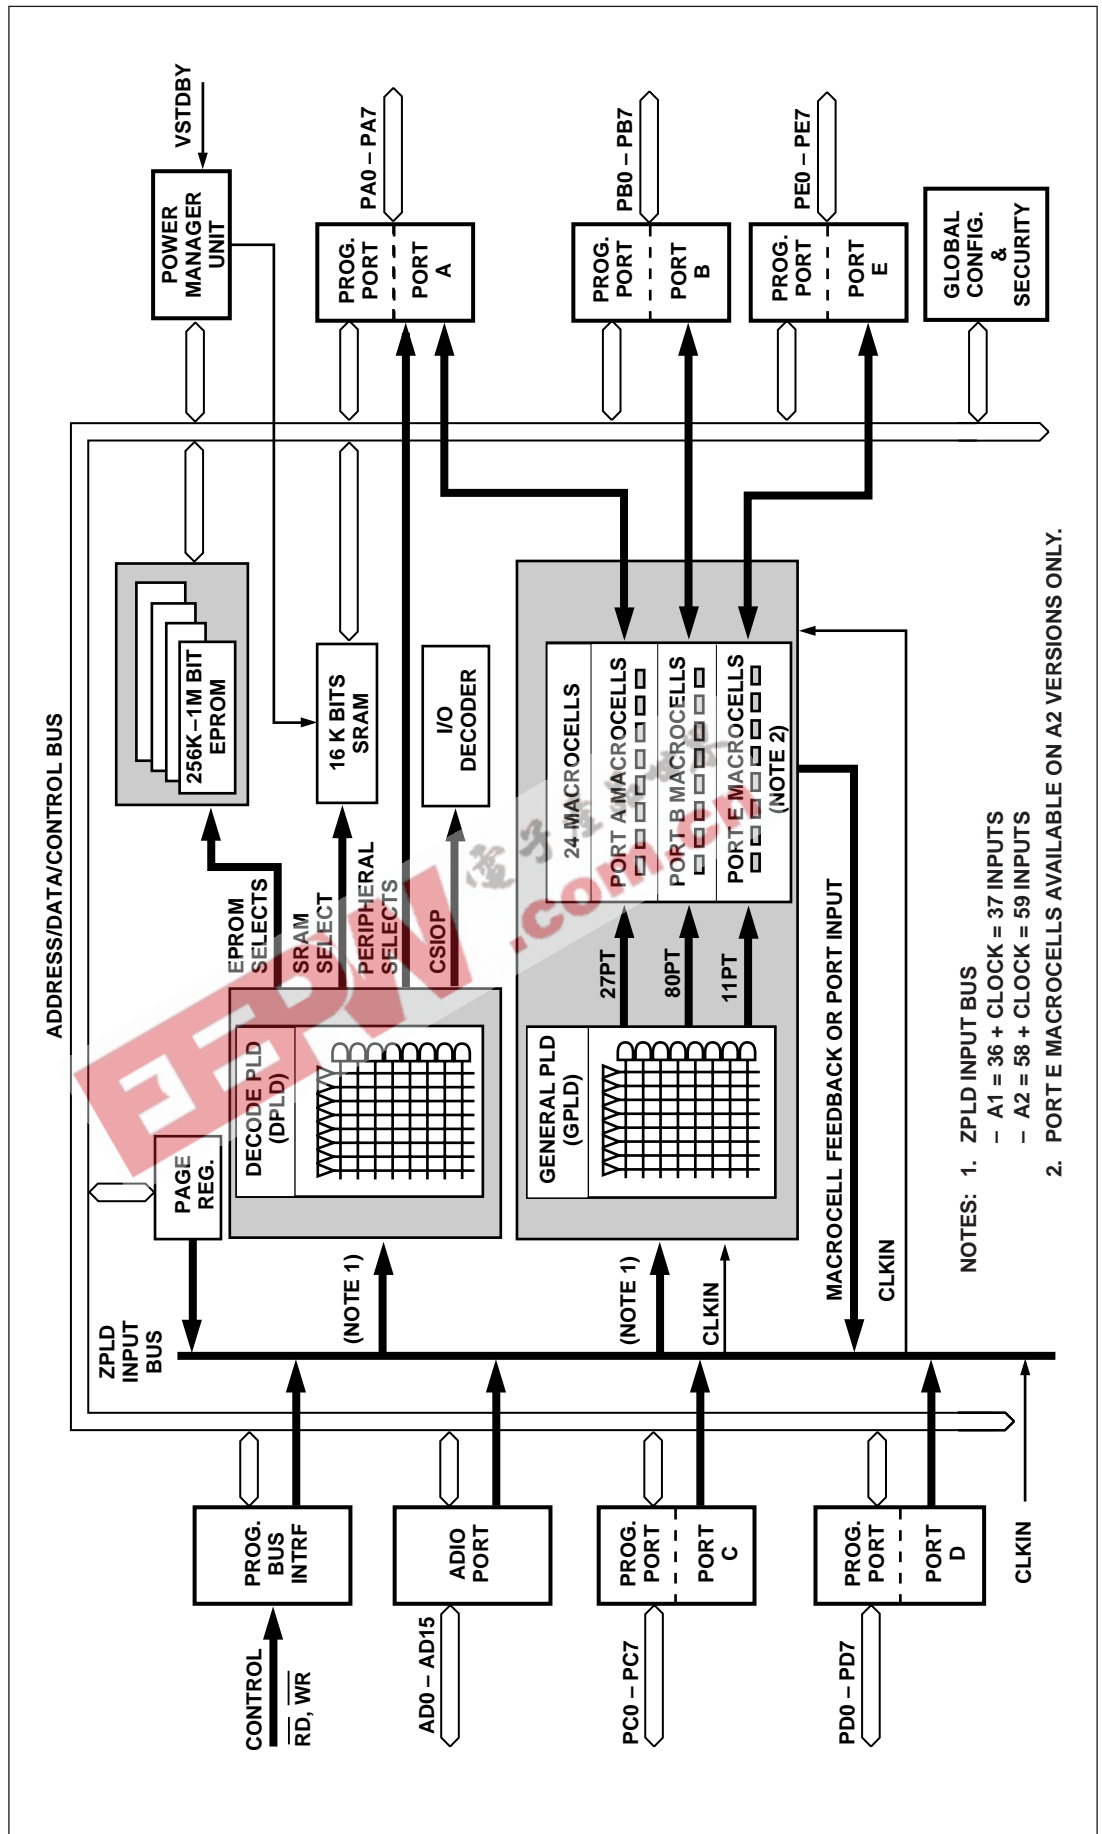 ADDRESS/DATA/CONTROL BUS
VSTDBY
POWER
MANAGER
UNIT
PA0 – PA7
PROG.
PORT
PORT
A
PB0 – PB7
PROG.
PORT
PORT
B
PE0 – PE7
PROG.
PORT
PORT
E
GLOBAL
CONFIG.
&
SECURITY
256K–1M BIT
EPROM
16 K BITS
SRAM
I/O
DECODER
EPROM
SELECTS
SRAM
SELECT
PERIPHERAL
SELECTS
CSIOP
24 MACROCELLS
PORT A MACROCELLS
PORT B MACROCELLS
PORT E MACROCELLS
(NOTE 2)
27PT
80PT
11PT
PAGE
REG.
DECODE PLD
(DPLD)
GENERAL PLD
(GPLD)
ZPLD
INPUT
BUS
(NOTE 1)
(NOTE 1)
CLKIN
MACROCELL FEEDBACK OR PORT INPUT
CLKIN
PROG.
BUS
INTRF
CONTROL
RD, WR
ADIO
PORT
AD0 – AD15
PROG.
PORT
PORT
C
PC0 – PC7
PROG.
PORT
PORT
D
PD0 – PD7
CLKIN
NOTES: 1. ZPLD INPUT BUS
– A1 = 36 + CLOCK = 37 INPUTS
– A2 = 58 + CLOCK = 59 INPUTS
2. PORT E MACROCELLS AVAILABLE ON A2 VERSIONS ONLY.
EEPW
.com.cn